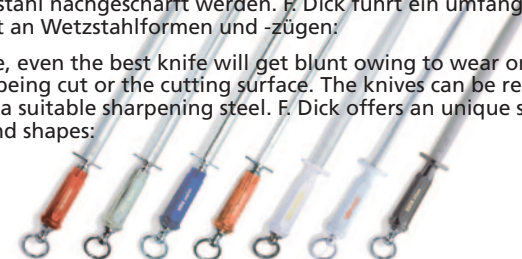 stahl nachgeschärft werden. F. Dick führt ein umfang
t an Wetzstahlformen und -zügen:
e, even the best knife will get blunt owing to wear or
being cut or the cutting surface. The knives can be re
a suitable sharpening steel. F. Dick offers an unique s
nd shapes: